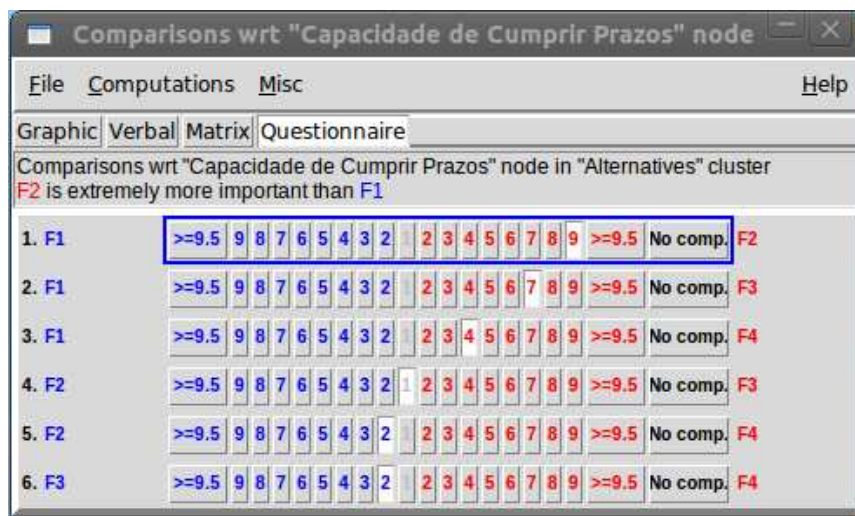 Comparisons wrt "Capacidade de Cumprir Prazos" node
File Computations Misc Help
Graphic Verbal Matrix Questionnaire
Comparisons wrt "Capacidade de Cumprir Prazos" node in "Alternatives" cluster
F2 is extremely more important than F1
1. F1 >=9.5 9 8 7 6 5 4 3 2 1 2 3 4 5 6 7 8 9 >=9.5 No comp. F2
2. F1 >=9.5 9 8 7 6 5 4 3 2 1 2 3 4 5 6 7 8 9 >=9.5 No comp. F3
3. F1 >=9.5 9 8 7 6 5 4 3 2 1 2 3 4 5 6 7 8 9 >=9.5 No comp. F4
4. F2 >=9.5 9 8 7 6 5 4 3 2 1 2 3 4 5 6 7 8 9 >=9.5 No comp. F3
5. F2 >=9.5 9 8 7 6 5 4 3 2 1 2 3 4 5 6 7 8 9 >=9.5 No comp. F4
6. F3 >=9.5 9 8 7 6 5 4 3 2 1 2 3 4 5 6 7 8 9 >=9.5 No comp. F4